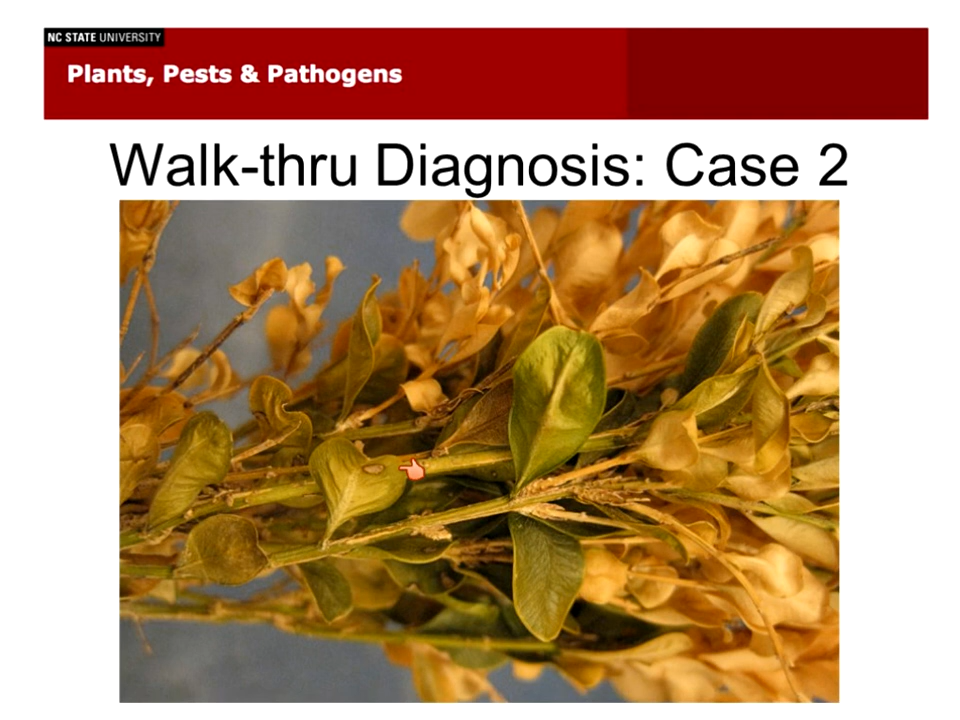 NC STATE UNIVERSITY
Plants, Pests & Pathogens
Walk-thru Diagnosis: Case 2